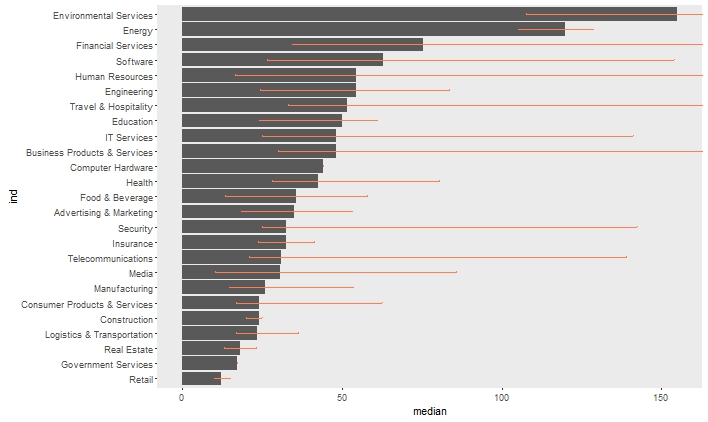 Environmental Services
Energy
Financial Services
Software
Human Resources
Engineering
Travel & Hospitality
Education
IT Services
Business Products & Services
Computer Hardware
Health
Food & Beverage
Advertising & Marketing
Security
Insurance
Telecommunications
Media
Manufacturing
Consumer Products & Services
Construction
Logistics & Transportation
Real Estate
Government Services
Retail
ind
0 50 100 150
median